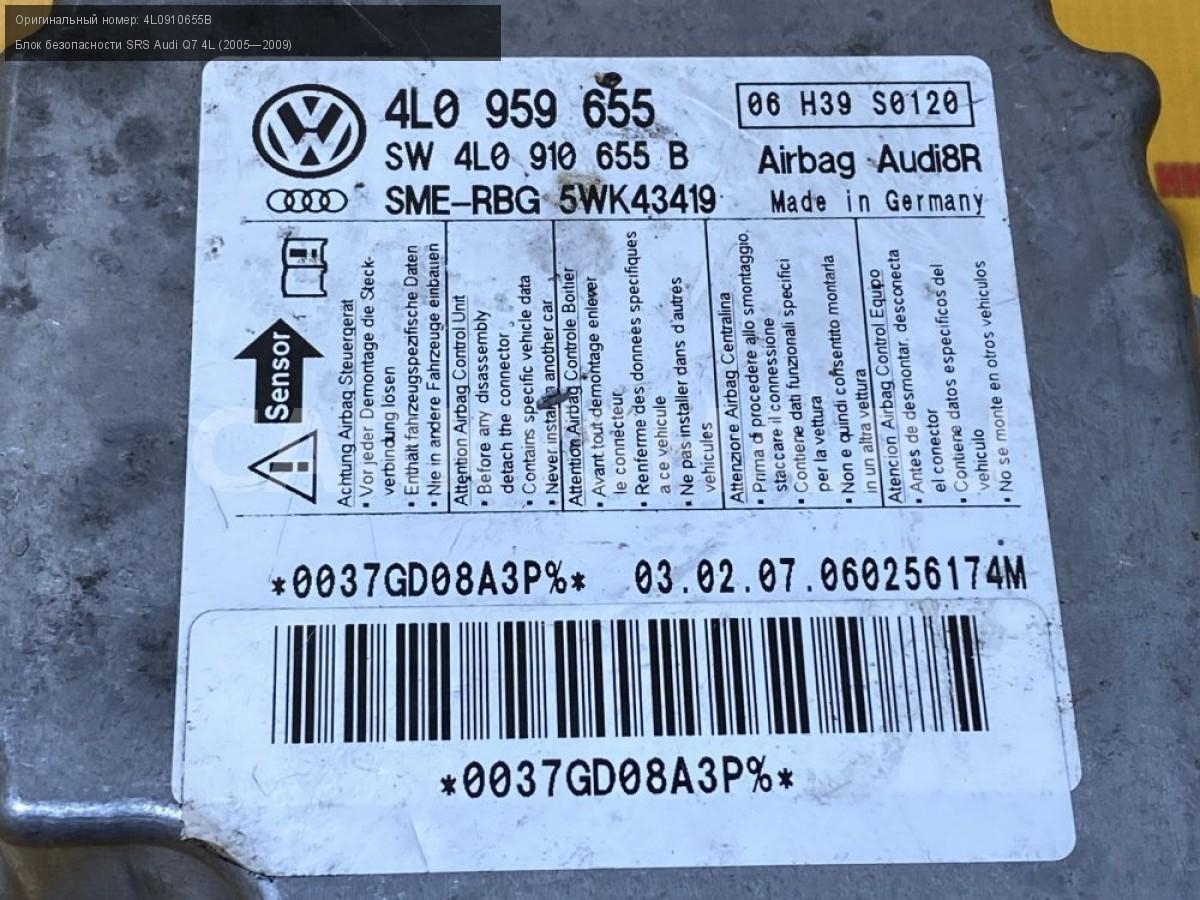 Оригинальный номер: 4L0910655B
Блок безопасности SRS Audi Q7 4L (2005—2009)
4L0 959 655
06 H39 S0120
SW 4L0 910 655 B
Airbag Audi8R
SME-RBG 5WK43419
Made in Germany
Sensor
Achtung Airbag Steuergerät
▪ Vor jeder Demontage die Steck-
verbindung lösen
▪ Enthält fahrzeugspezifische Daten
▪ Nie in andere Fahrzeuge einbauen
Attention Airbag Control Unit
▪ Before any disassembly
detach the connector
▪ Contains specific vehicle data
▪ Never install in another car
Attention Airbag Controle Boitier
▪ Avant tout demontage enlever
le connecteur
▪ Renferme des donnees specifiques
a ce vehicule
▪ Ne pas installer dans d'autres
vehicules
Attenzione Airbag Centralina
▪ Prima di procedere allo smontaggio,
staccare il connessione
▪ Contiene dati funzionali specifici
per la vettura
▪ Non e quindi consentito montarla
in un altra vettura
Atencion Airbag Control Equipo
▪ Antes de desmontar. desconecta
el conector
▪ Contiene datos especificos del
vehiculo
▪ No se monte en otros vehiculos
*0037GD08A3P%* 03.02.07.060256174M
*0037GD08A3P%*